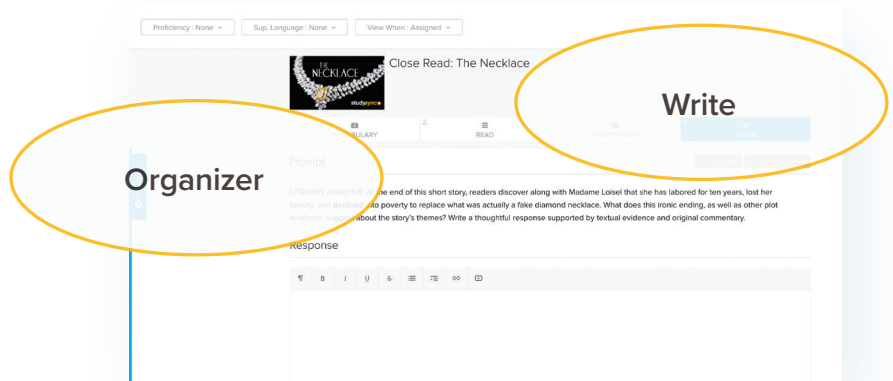 Proficiency : None
Sup. Language : None
View When : Assigned
THE
NECKLACE
studysync
Close Read: The Necklace
Write
2.
READ
Organizer
Prompt
LITERARY ANALYSIS: At the end of this short story, readers discover along with Madame Loisel that she has labored for ten years, lost her
beauty, and declined into poverty to replace what was actually a fake diamond necklace. What does this ironic ending, as well as other plot
evidence, suggest about the story's themes? Write a thoughtful response supported by textual evidence and original commentary.
Response
B I U S